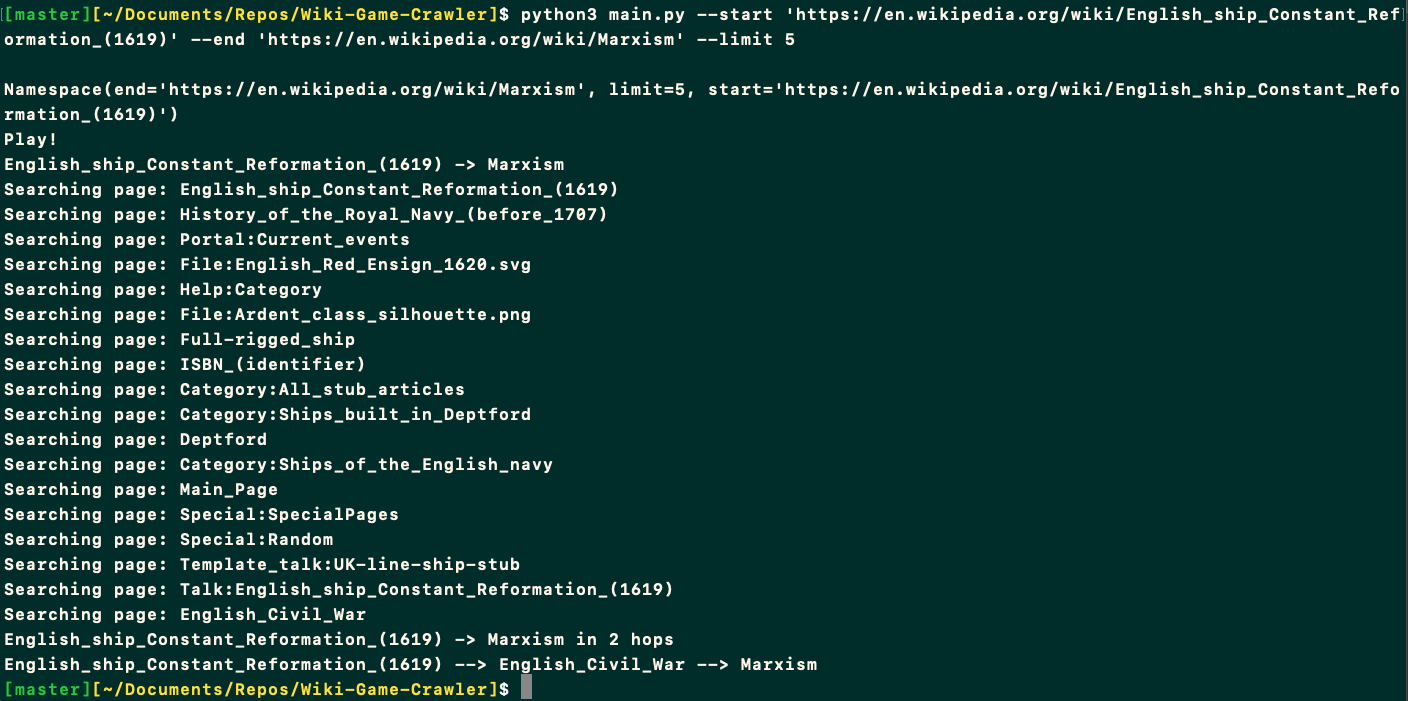 [master][~/Documents/Repos/Wiki-Game-Crawler]$ python3 main.py --start 'https://en.wikipedia.org/wiki/English_ship_Constant_Ref
ormation_(1619)' --end 'https://en.wikipedia.org/wiki/Marxism' --limit 5
Namespace(end='https://en.wikipedia.org/wiki/Marxism', limit=5, start='https://en.wikipedia.org/wiki/English_ship_Constant_Refo
rmation_(1619)')
Play!
English_ship_Constant_Reformation_(1619) -> Marxism
Searching page: English_ship_Constant_Reformation_(1619)
Searching page: History_of_the_Royal_Navy_(before_1707)
Searching page: Portal:Current_events
Searching page: File:English_Red_Ensign_1620.svg
Searching page: Help:Category
Searching page: File:Ardent_class_silhouette.png
Searching page: Full-rigged_ship
Searching page: ISBN_(identifier)
Searching page: Category:All_stub_articles
Searching page: Category:Ships_built_in_Deptford
Searching page: Deptford
Searching page: Category:Ships_of_the_English_navy
Searching page: Main_Page
Searching page: Special:SpecialPages
Searching page: Special:Random
Searching page: Template_talk:UK-line-ship-stub
Searching page: Talk:English_ship_Constant_Reformation_(1619)
Searching page: English_Civil_War
English_ship_Constant_Reformation_(1619) -> Marxism in 2 hops
English_ship_Constant_Reformation_(1619) --> English_Civil_War --> Marxism
[master][~/Documents/Repos/Wiki-Game-Crawler]$